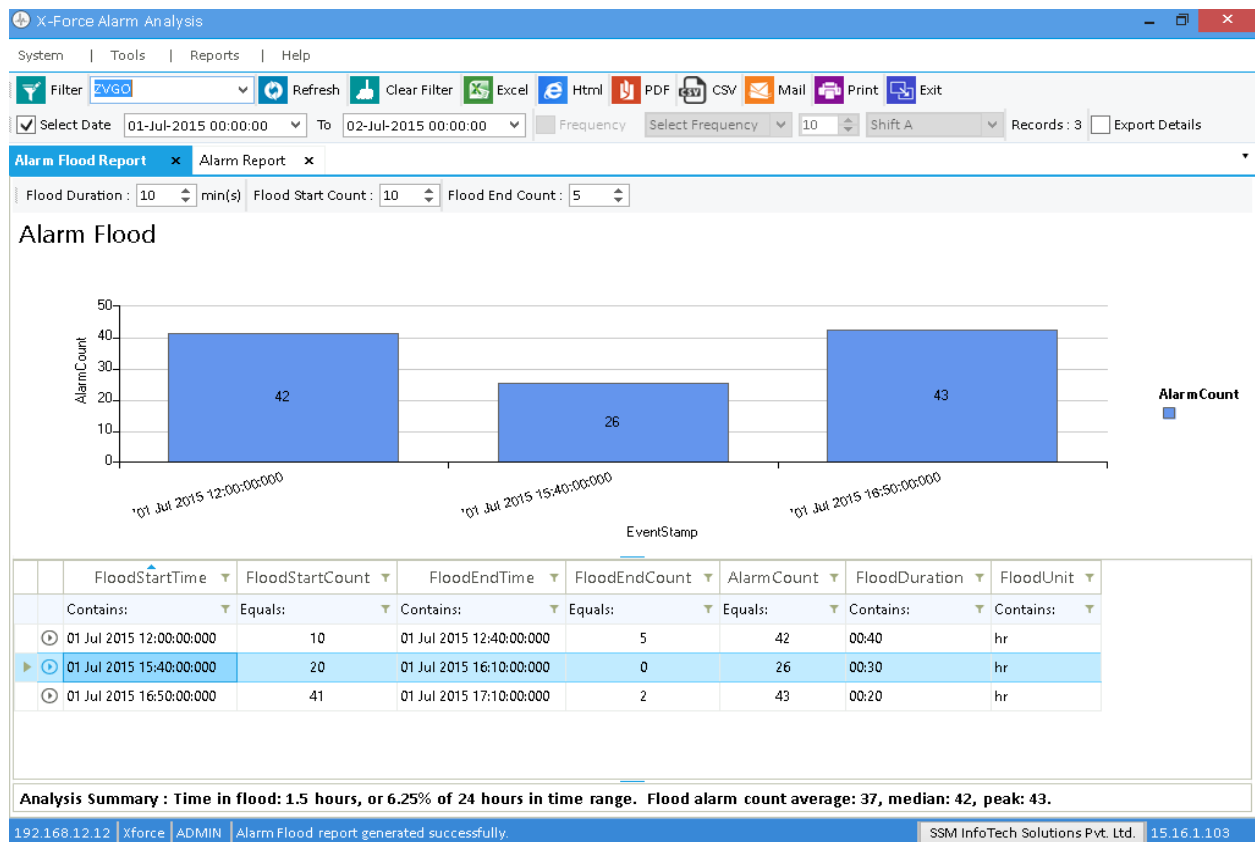 X-Force Alarm Analysis
System | Tools | Reports | Help
Filter ZVGO Refresh Clear Filter Excel Html PDF CSV Mail Print Exit
Select Date 01-Jul-2015 00:00:00 To 02-Jul-2015 00:00:00 Frequency Select Frequency 10 Shift A Records : 3 Export Details
Alarm Flood Report x Alarm Report x
Flood Duration : 10 min(s) Flood Start Count : 10 Flood End Count : 5
Alarm Flood
50
40
30
20
10
0
AlarmCount
42
26
43
AlarmCount
'01 Jul 2015 12:00:00:000
'01 Jul 2015 15:40:00:000
'01 Jul 2015 16:50:00:000
EventStamp
FloodStartTime FloodStartCount FloodEndTime FloodEndCount AlarmCount FloodDuration FloodUnit
Contains: Equals: Contains: Equals: Equals: Contains: Contains:
01 Jul 2015 12:00:00:000 10 01 Jul 2015 12:40:00:000 5 42 00:40 hr
01 Jul 2015 15:40:00:000 20 01 Jul 2015 16:10:00:000 0 26 00:30 hr
01 Jul 2015 16:50:00:000 41 01 Jul 2015 17:10:00:000 2 43 00:20 hr
Analysis Summary : Time in flood: 1.5 hours, or 6.25% of 24 hours in time range. Flood alarm count average: 37, median: 42, peak: 43.
192.168.12.12 Xforce ADMIN Alarm Flood report generated successfully. SSM InfoTech Solutions Pvt. Ltd. 15.16.1.103